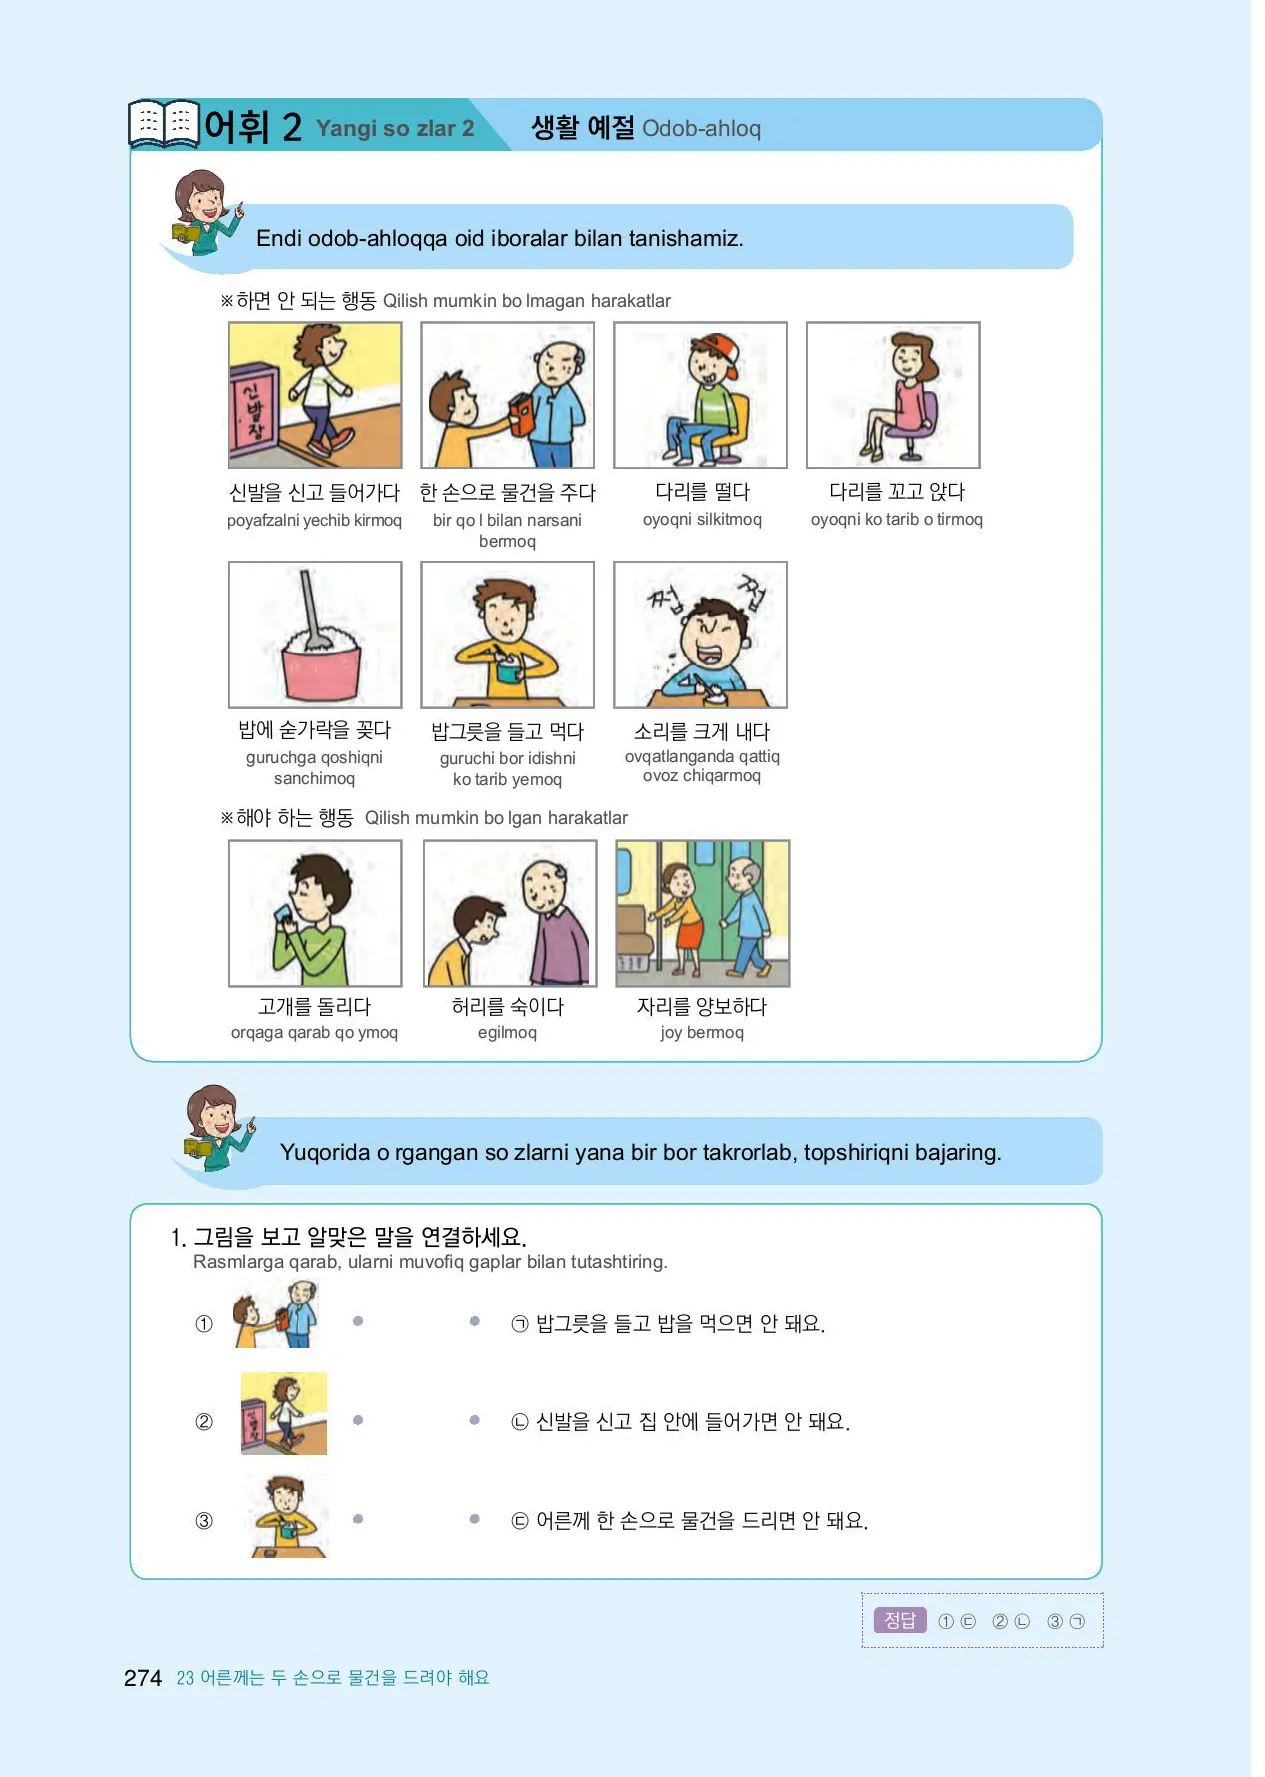 어휘 2 Yangi so zlar 2 생활 예절 Odob-ahloq
Endi odob-ahloqqa oid iboralar bilan tanishamiz.
※하면 안 되는 행동 Qilish mumkin bo lmagan harakatlar
신발장
신발을 신고 들어가다 한 손으로 물건을 주다 다리를 떨다 다리를 꼬고 앉다
poyafzalni yechib kirmoq bir qo l bilan narsani oyoqni silkitmoq oyoqni ko tarib o tirmoq
bermoq
쩝 쩝
밥에 숟가락을 꽂다 밥그릇을 들고 먹다 소리를 크게 내다
guruchga qoshiqni guruchi bor idishni ovqatlanganda qattiq
sanchimoq ko tarib yemoq ovoz chiqarmoq
※해야 하는 행동 Qilish mumkin bo lgan harakatlar
고개를 돌리다 허리를 숙이다 자리를 양보하다
orqaga qarab qo ymoq egilmoq joy bermoq
Yuqorida o rgangan so zlarni yana bir bor takrorlab, topshiriqni bajaring.
1. 그림을 보고 알맞은 말을 연결하세요.
Rasmlarga qarab, ularni muvofiq gaplar bilan tutashtiring.
① ㉠ 밥그릇을 들고 밥을 먹으면 안 돼요.
② 신발장 ㉡ 신발을 신고 집 안에 들어가면 안 돼요.
③ ㉢ 어른께 한 손으로 물건을 드리면 안 돼요.
정답 ① ㉢ ② ㉡ ③ ㉠
274 23 어른께는 두 손으로 물건을 드려야 해요